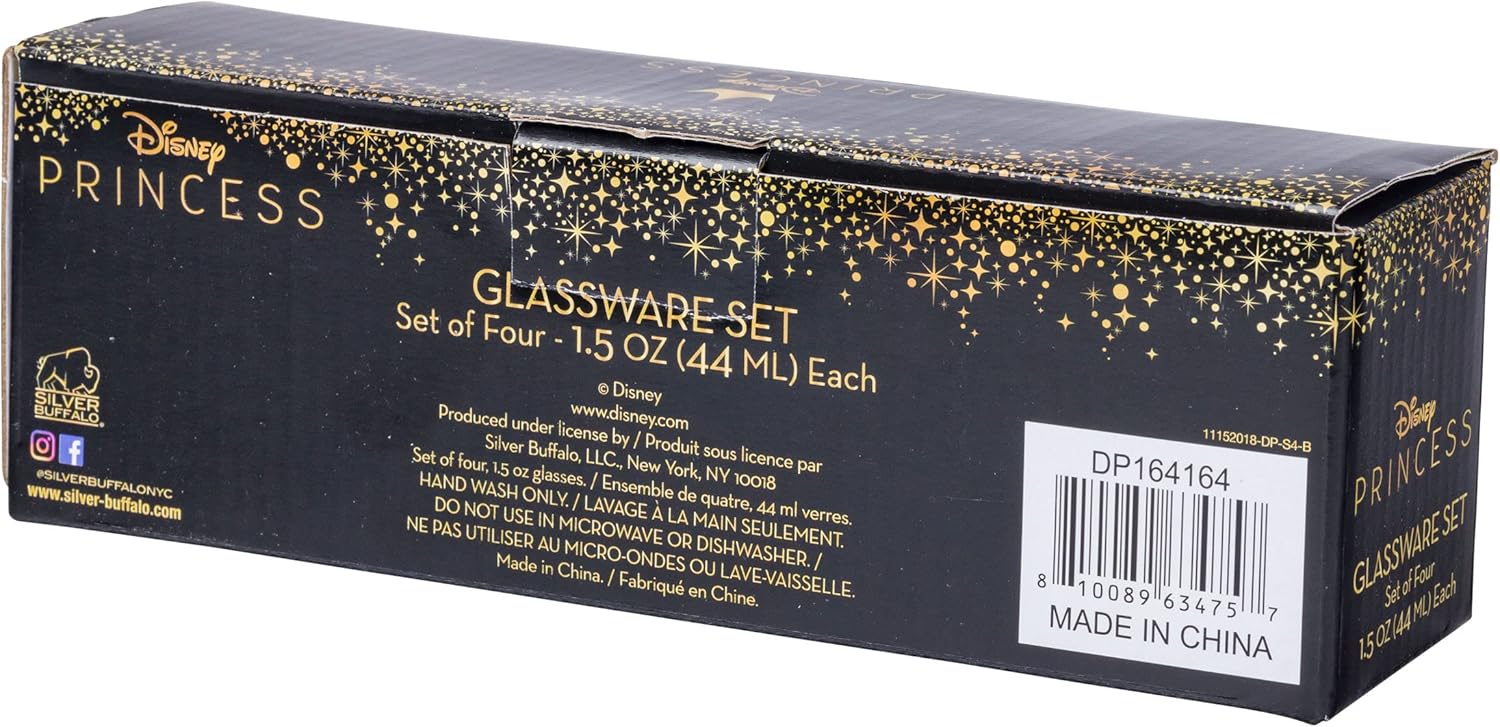 Disney
PRINCESS
Disney
PRINCESS
GLASSWARE SET
Set of Four - 1.5 OZ (44 ML) Each
© Disney
www.disney.com
Produced under license by / Produit sous licence par
Silver Buffalo, LLC., New York, NY 10018
Set of four, 1.5 oz glasses. / Ensemble de quatre, 44 ml verres.
HAND WASH ONLY. / LAVAGE À LA MAIN SEULEMENT.
DO NOT USE IN MICROWAVE OR DISHWASHER. /
NE PAS UTILISER AU MICRO-ONDES OU LAVE-VAISSELLE.
Made in China. / Fabriqué en Chine.
SILVER
BUFFALO®
@SILVERBUFFALONYC
www.silver-buffalo.com
11152018-DP-S4-B
DP164164
8 10089 63475 7
MADE IN CHINA
Disney
PRINCESS
GLASSWARE SET
Set of Four
1.5 OZ (44 ML) Each